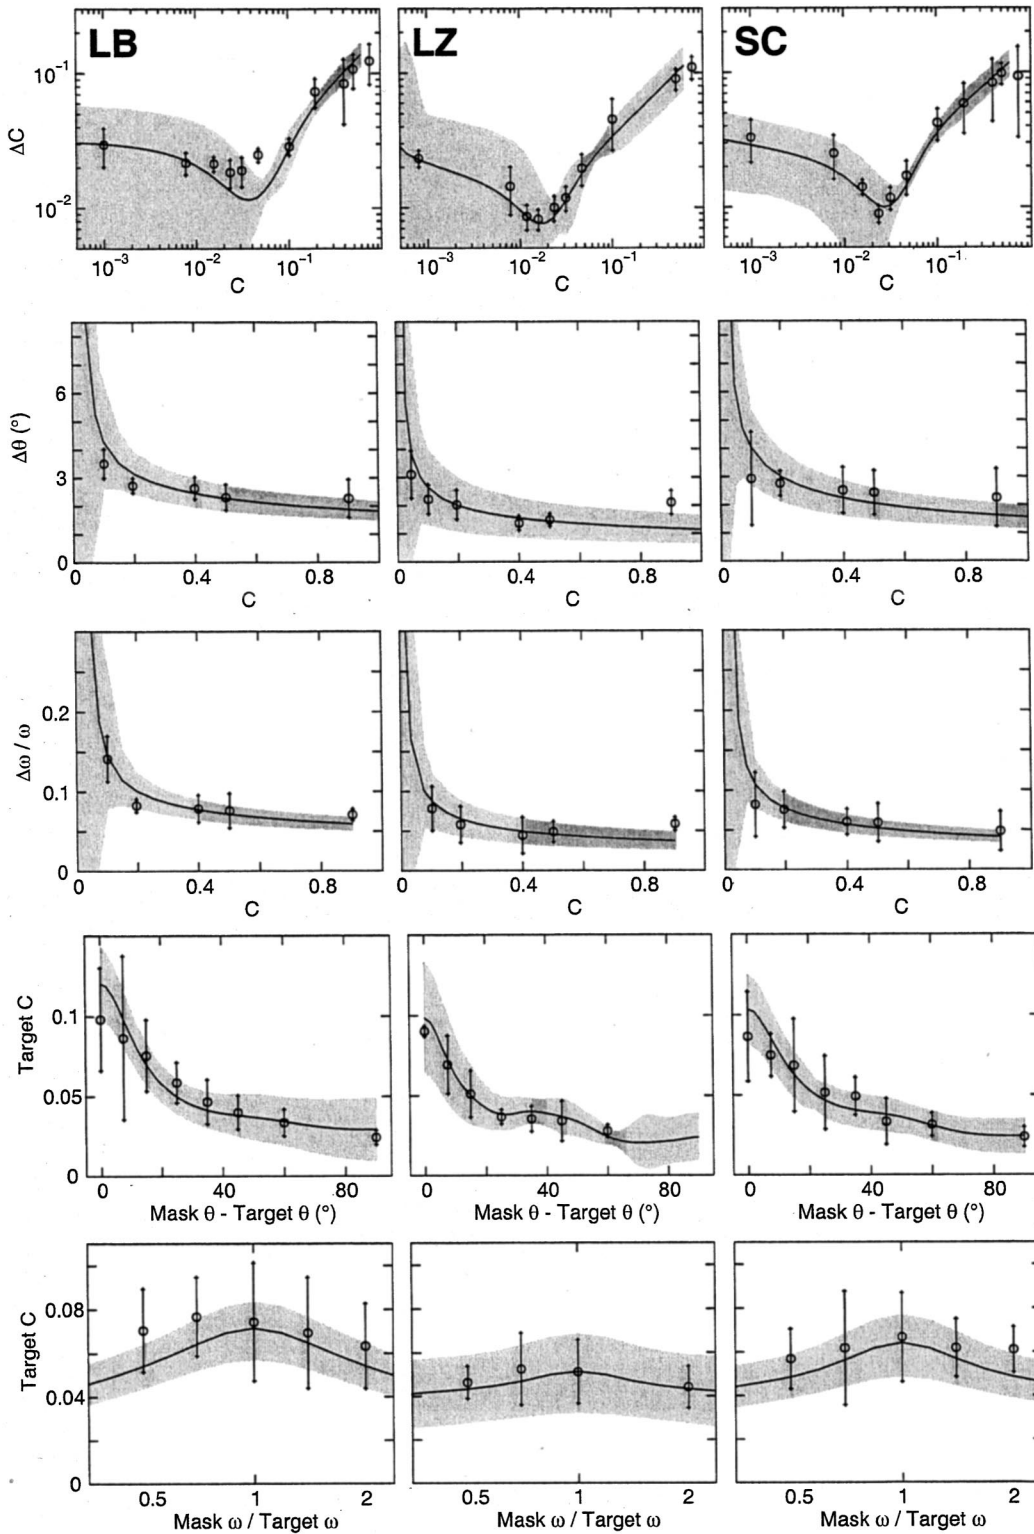 LB LZ SC
10⁻¹
ΔC
10⁻²
10⁻³ 10⁻² 10⁻¹ 10⁻³ 10⁻² 10⁻¹ 10⁻³ 10⁻² 10⁻¹
C C C
6
Δθ (°)
3
0
0 0.4 0.8 0 0.4 0.8 0 0.4 0.8
C C C
0.2
Δω / ω
0.1
0
0 0.4 0.8 0 0.4 0.8 0 0.4 0.8
C C C
0.1
Target C
0.05
0
0 40 80 0 40 80 0 40 80
Mask θ - Target θ (°) Mask θ - Target θ (°) Mask θ - Target θ (°)
0.08
Target C
0.04
0
0.5 1 2 0.5 1 2 0.5 1 2
Mask ω / Target ω Mask ω / Target ω Mask ω / Target ω